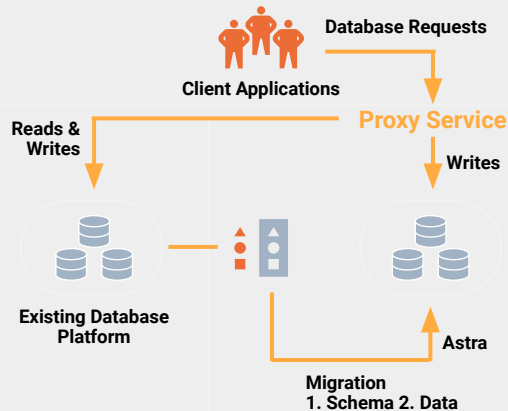 Database Requests
Client Applications
Proxy Service
Reads &
Writes
Writes
Existing Database
Platform
Astra
Migration
1. Schema 2. Data